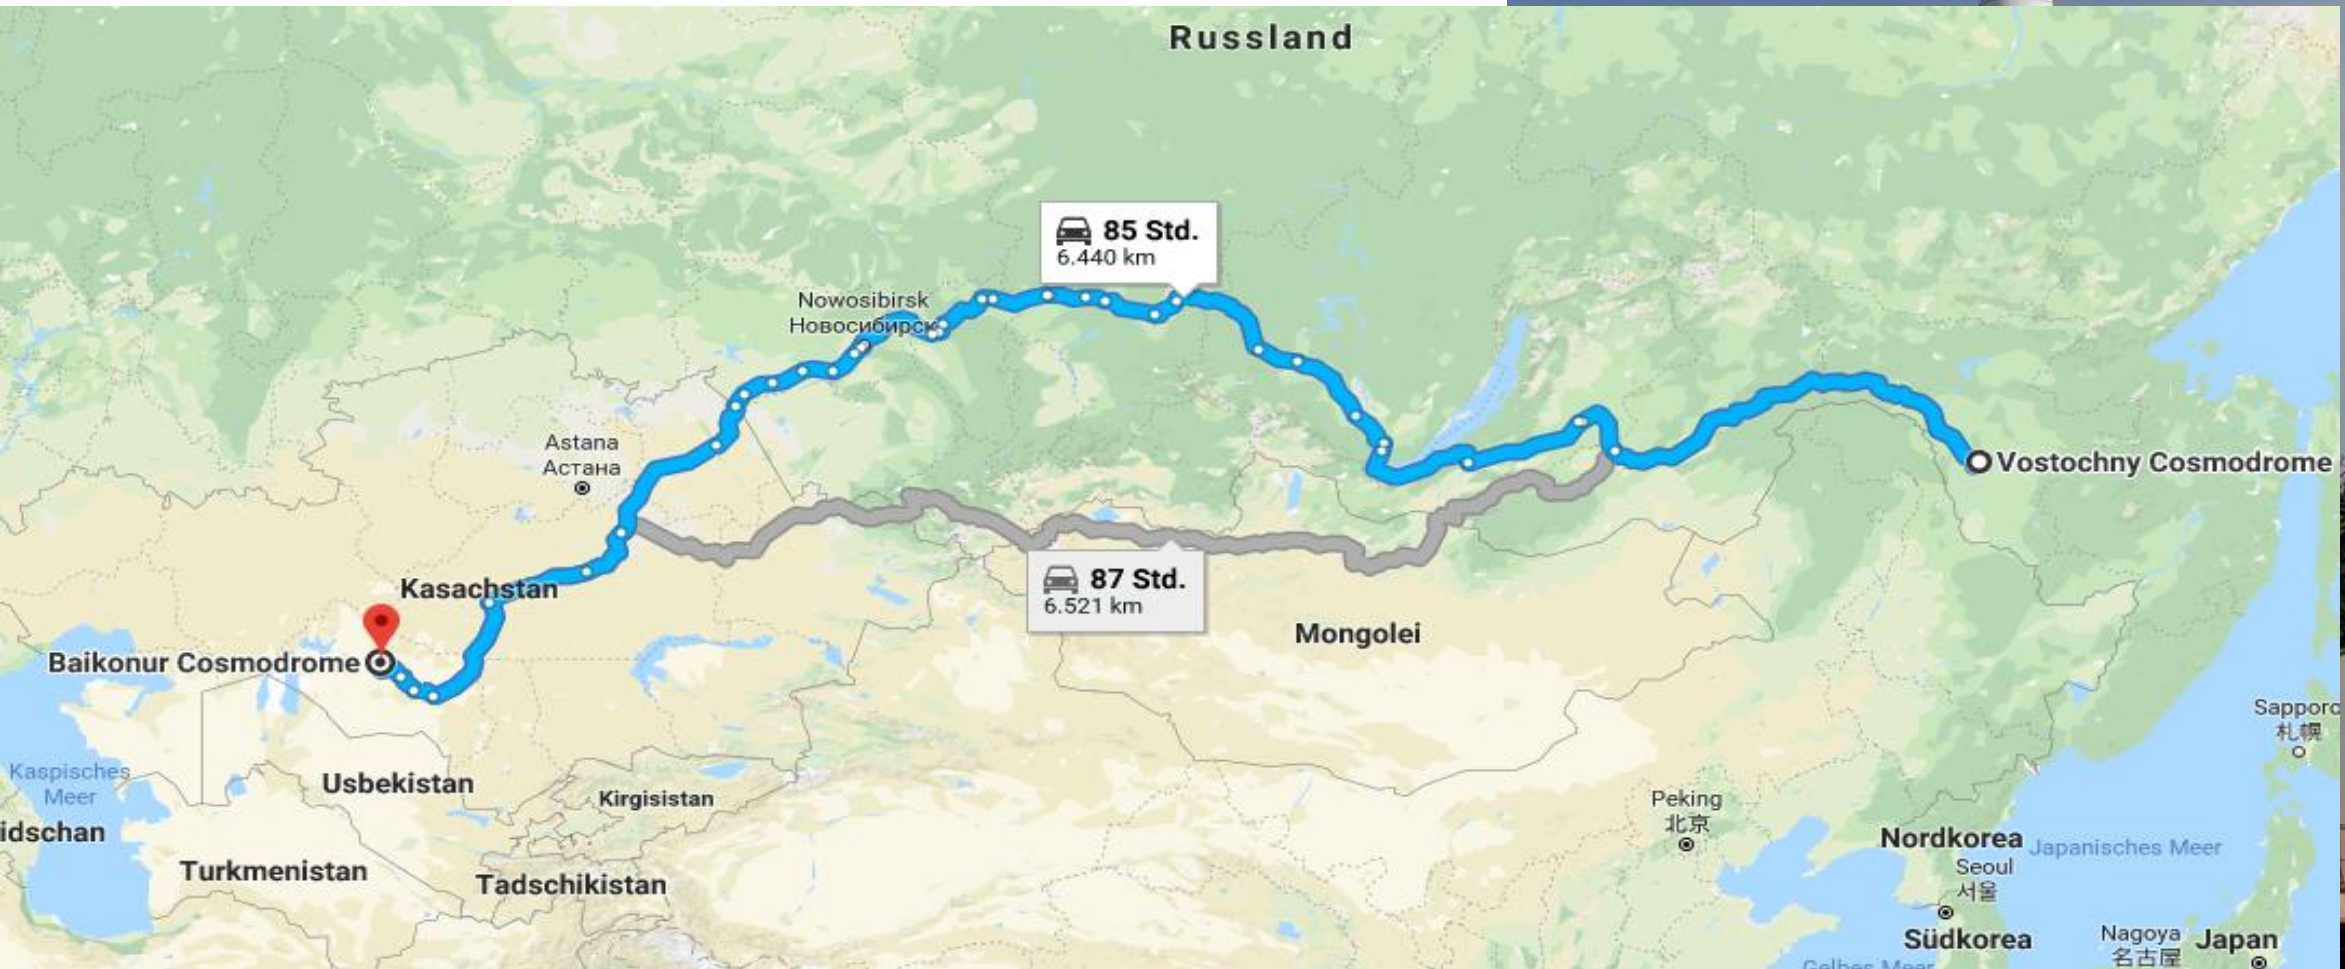 Russland
85 Std.
6.440 km
Nowosibirsk
Новосибирск
Astana
Астана
Vostochny Cosmodrome
87 Std.
6.521 km
Kasachstan
Mongolei
Baikonur Cosmodrome
Sapporo
札幌
Kaspisches
Meer
Usbekistan
Kirgisistan
Peking
北京
idschan
Nordkorea
Japanisches Meer
Turkmenistan
Tadschikistan
Seoul
서울
Südkorea
Nagoya
名古屋
Japan
Gelbes Meer